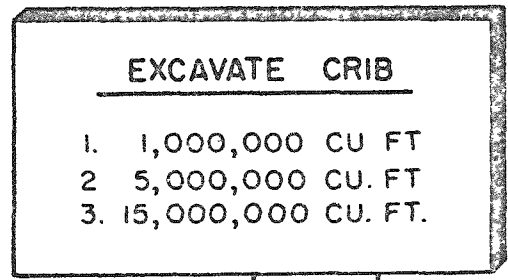 EXCAVATE CRIB
1. 1,000,000 CU FT
2 5,000,000 CU. FT
3. 15,000,000 CU. FT.